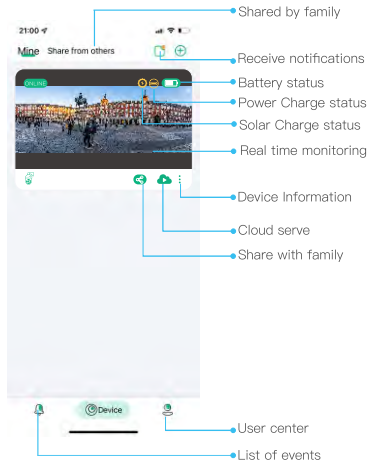 Shared by family
21:00
Mine Share from others
Receive notifications
ONLINE
Battery status
Power Charge status
Solar Charge status
Real time monitoring
Device Information
Cloud serve
Share with family
Device
User center
List of events